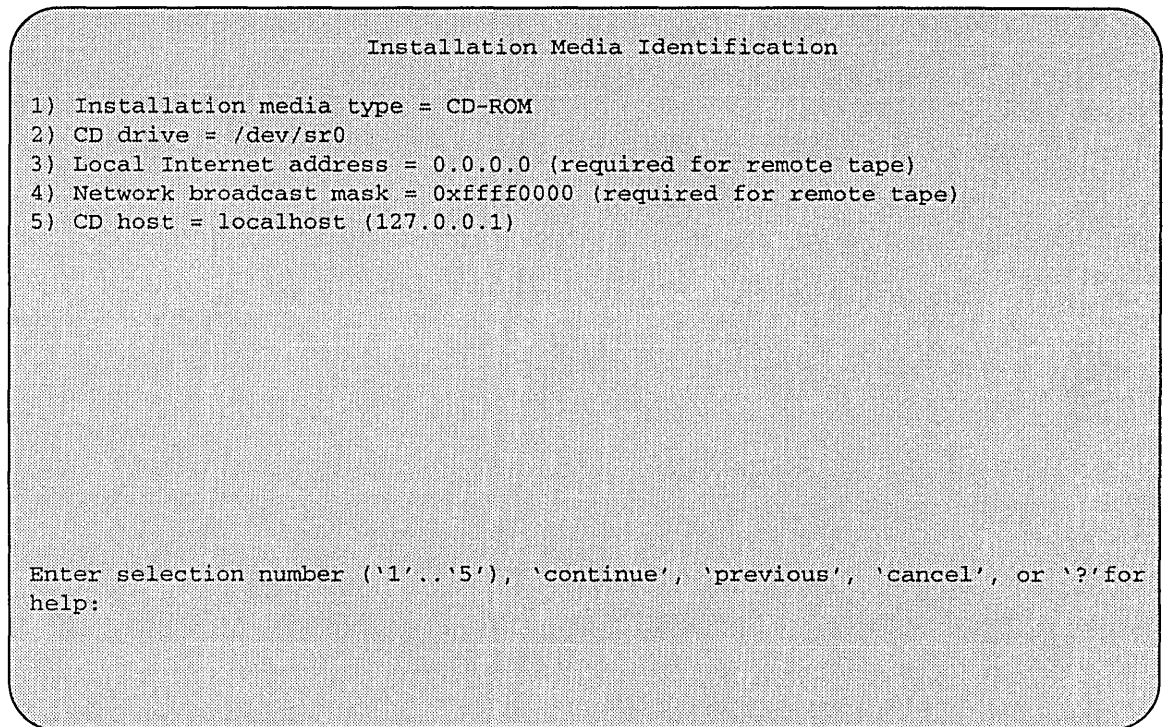 Installation Media Identification
1) Installation media type = CD-ROM
2) CD drive = /dev/sr0
3) Local Internet address = 0.0.0.0 (required for remote tape)
4) Network broadcast mask = 0xffff0000 (required for remote tape)
5) CD host = localhost (127.0.0.1)
Enter selection number (‘1’..‘5’), ‘continue’, ‘previous’, ‘cancel’, or ‘?’for
help: